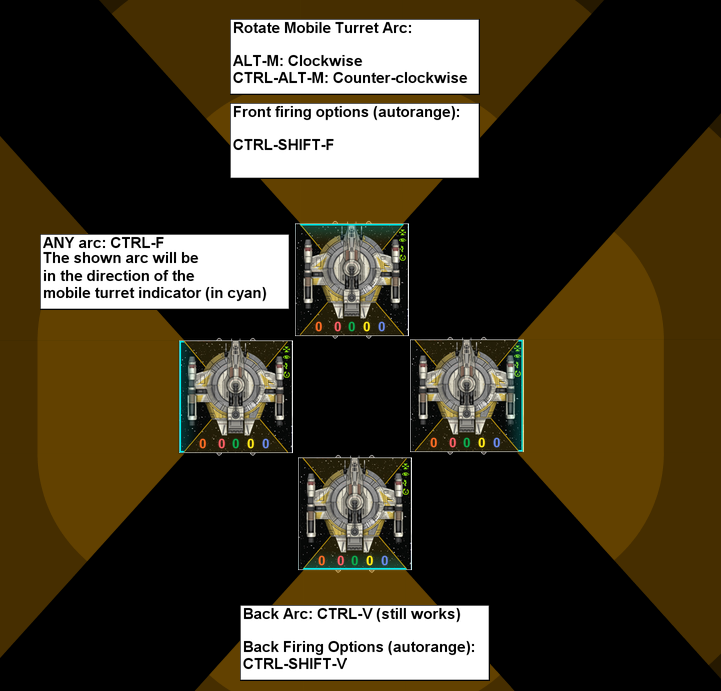 Rotate Mobile Turret Arc:
ALT-M: Clockwise
CTRL-ALT-M: Counter-clockwise
Front firing options (autorange):
CTRL-SHIFT-F
ANY arc: CTRL-F
The shown arc will be
in the direction of the
mobile turret indicator (in cyan)
0 0 0 0 0
0 0 0 0 0
0 0 0 0 0
0 0 0 0 0
Back Arc: CTRL-V (still works)
Back Firing Options (autorange):
CTRL-SHIFT-V